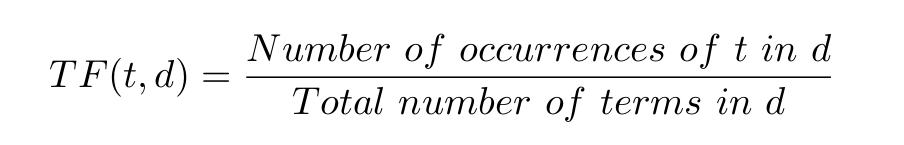 TF(t, d) = Number of occurrences of t in d
Total number of terms in d